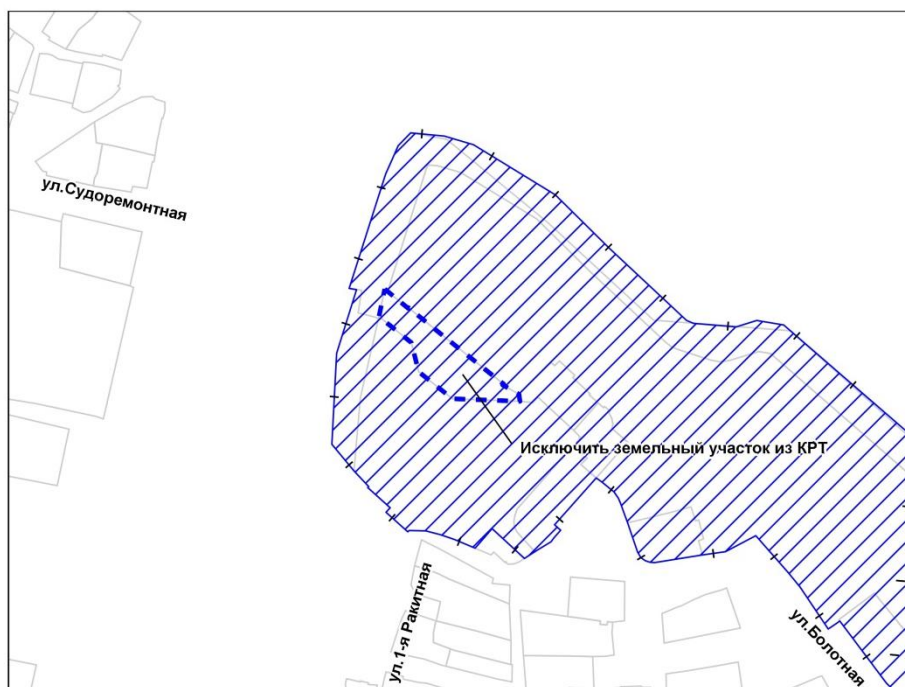 ул.Судоремонтная
Исключить земельный участок из КРТ
ул.1-я Ракитная
ул.Болотная